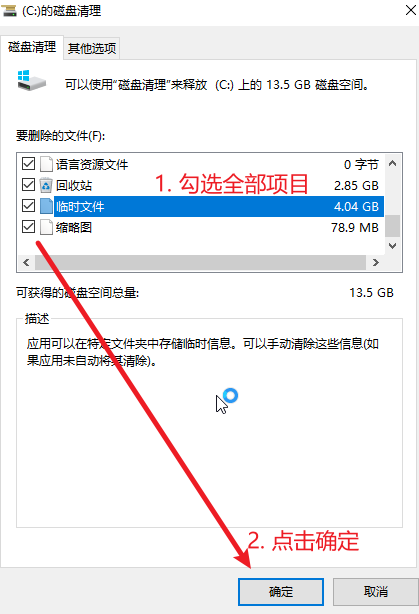 (C:)的磁盘清理
磁盘清理 其他选项
可以使用“磁盘清理”来释放 (C:) 上的 13.5 GB 磁盘空间。
要删除的文件(F):
语言资源文件 0 字节
回收站 2.85 GB
1. 勾选全部项目
临时文件 4.04 GB
缩略图 78.9 MB
可获得的磁盘空间总量: 13.5 GB
描述
应用可以在特定文件夹中存储临时信息。可以手动清除这些信息(如
果应用未自动将其清除)。
2. 点击确定
确定 取消